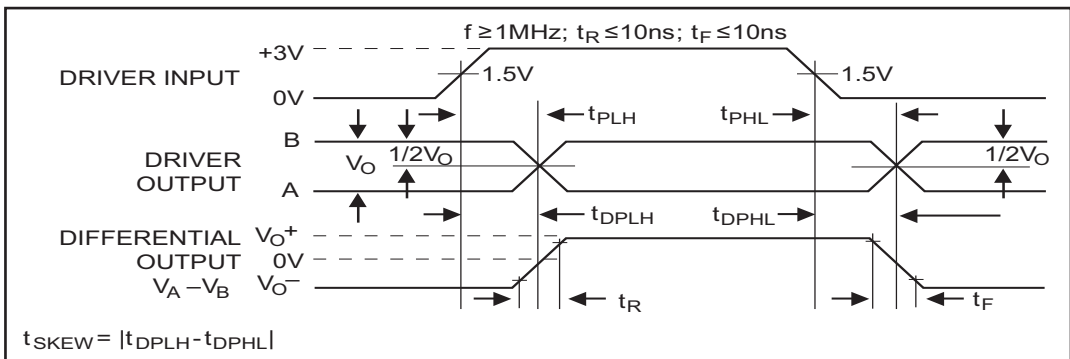 f ≥ 1MHz; tR ≤ 10ns; tF ≤ 10ns
+3V
DRIVER INPUT
1.5V
1.5V
0V
tPLH
tPHL
B
DRIVER
OUTPUT
VO
1/2VO
1/2VO
A
tDPLH
tDPHL
DIFFERENTIAL
OUTPUT
VA – VB
VO+
0V
VO–
tR
tF
tSKEW = |tDPLH - tDPHL|